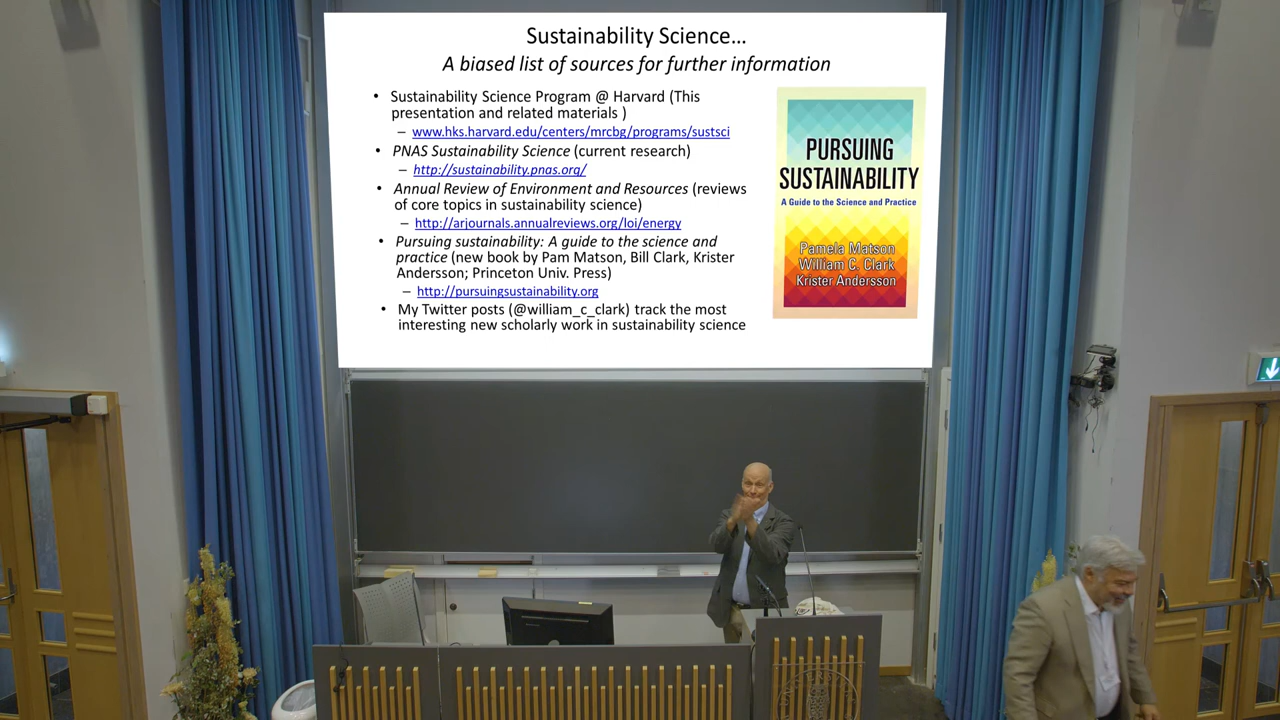 Sustainability Science…
A biased list of sources for further information
• Sustainability Science Program @ Harvard (This
presentation and related materials )
– www.hks.harvard.edu/centers/mrcbg/programs/sustsci
• PNAS Sustainability Science (current research)
– http://sustainability.pnas.org/
• Annual Review of Environment and Resources (reviews
of core topics in sustainability science)
– http://arjournals.annualreviews.org/loi/energy
• Pursuing sustainability: A guide to the science and
practice (new book by Pam Matson, Bill Clark, Krister
Andersson; Princeton Univ. Press)
– http://pursuingsustainability.org
• My Twitter posts (@william_c_clark) track the most
interesting new scholarly work in sustainability science
PURSUING
SUSTAINABILITY
A Guide to the Science and Practice
Pamela Matson
William C. Clark
Krister Andersson